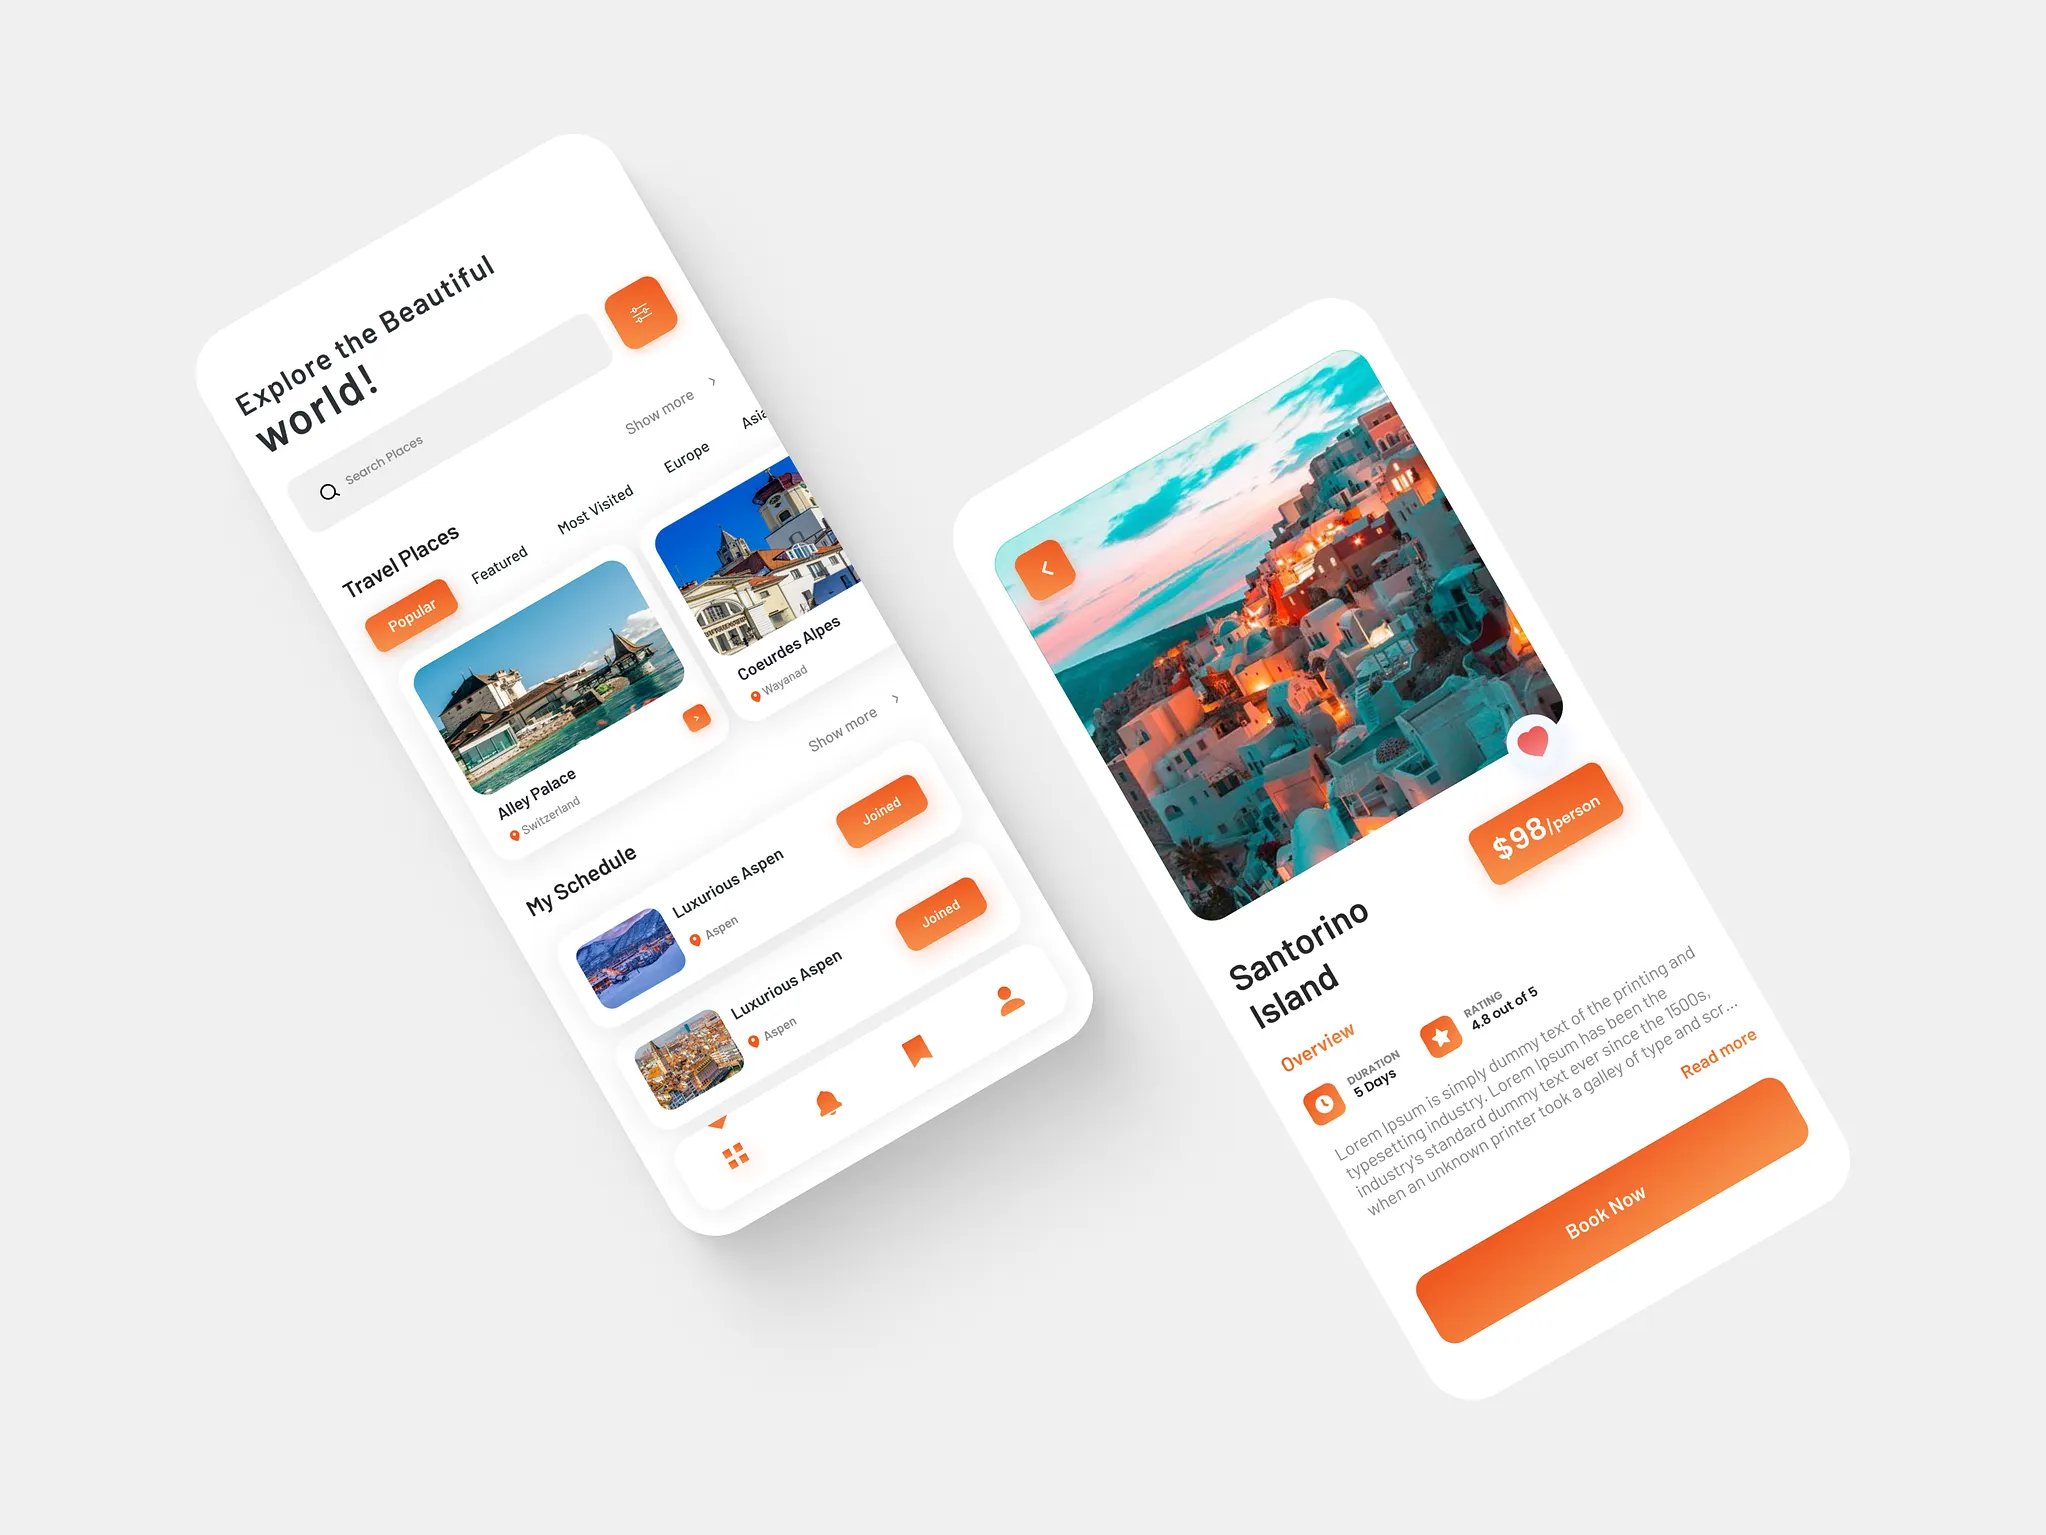 Explore the Beautiful
world!
Search Places
Travel Places
Show more
Popular
Featured
Most Visited
Europe
Asia
Alley Palace
Switzerland
Coeurdes Alpes
Wayanad
My Schedule
Show more
Luxurious Aspen
Aspen
Joined
Luxurious Aspen
Aspen
Joined
$98/person
Santorino
Island
Overview
DURATION
5 Days
RATING
4.8 out of 5
Lorem Ipsum is simply dummy text of the printing and
typesetting industry. Lorem Ipsum has been the
industry's standard dummy text ever since the 1500s,
when an unknown printer took a galley of type and scr...
Read more
Book Now